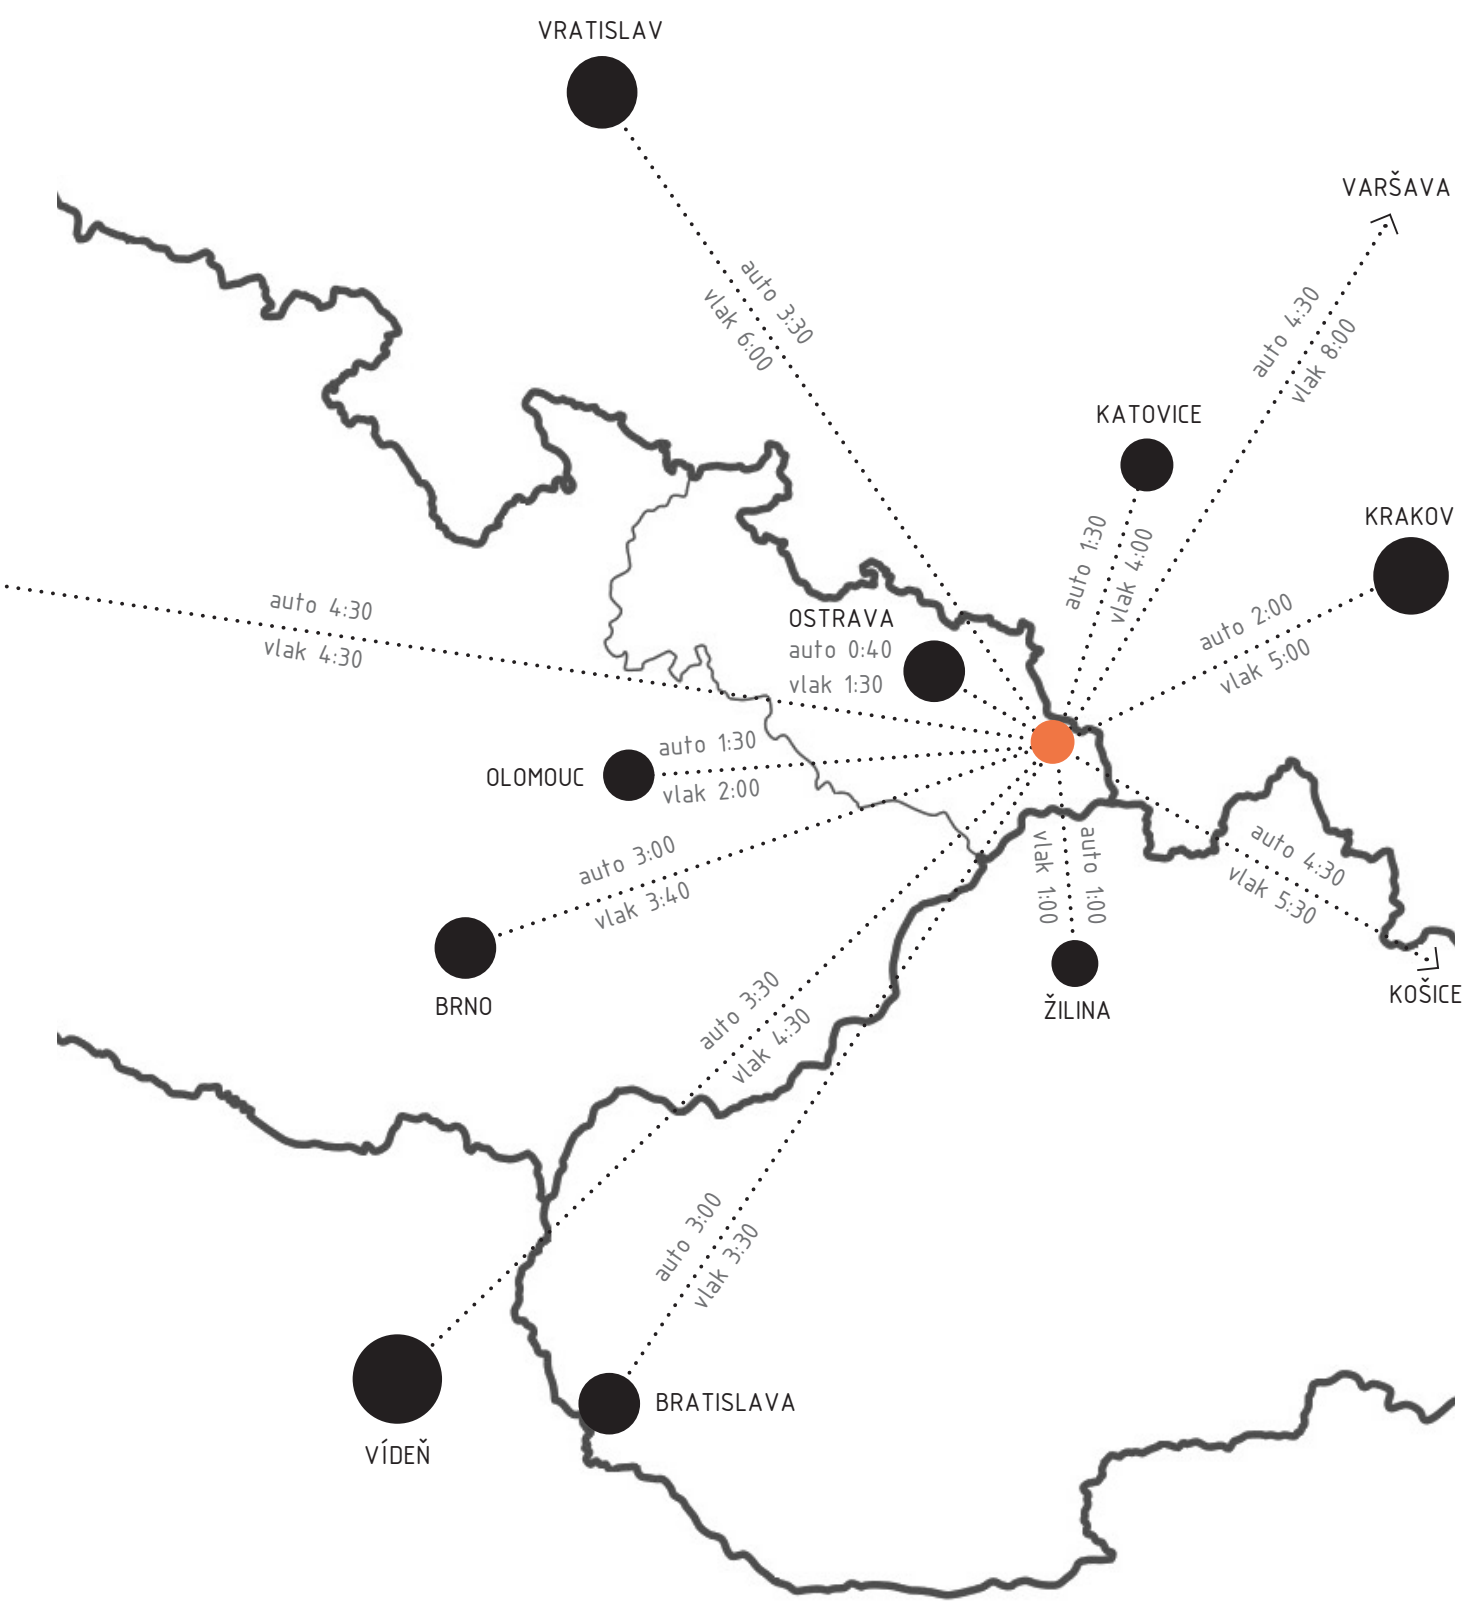 VRATISLAV
VARŠAVA
auto 3:30
vlak 6:00
auto 4:30
vlak 8:00
KATOVICE
KRAKOV
auto 1:30
vlak 4:00
auto 4:30
vlak 4:30
OSTRAVA
auto 0:40
vlak 1:30
auto 2:00
vlak 5:00
OLOMOUC
auto 1:30
vlak 2:00
auto 3:00
vlak 3:40
vlak 1:00
auto 1:00
auto 4:30
vlak 5:30
BRNO
ŽILINA
KOŠICE
auto 3:30
vlak 4:30
auto 3:00
vlak 3:30
BRATISLAVA
VÍDEŇ